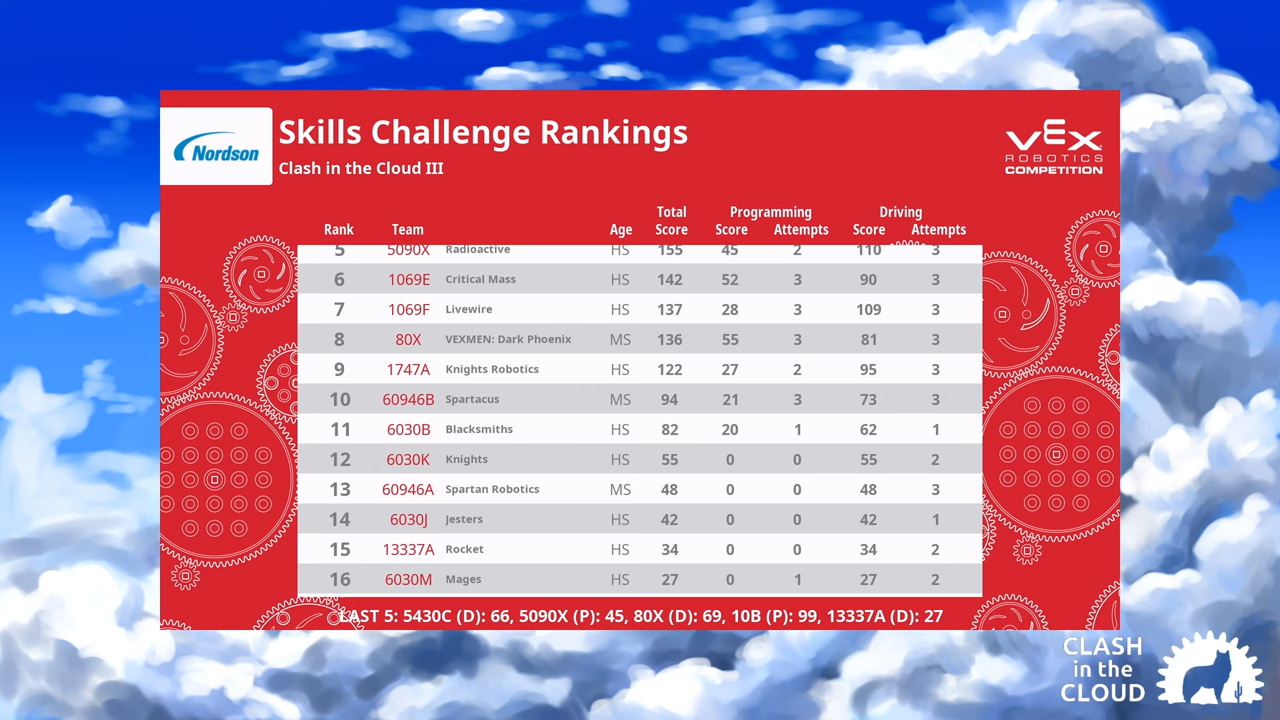 Nordson
Skills Challenge Rankings
Clash in the Cloud III
VEX
ROBOTICS
COMPETITION
Total Programming Driving
Rank Team Age Score Score Attempts Score Attempts
5 5090X Radioactive HS 155 45 2 110 3
6 1069E Critical Mass HS 142 52 3 90 3
7 1069F Livewire HS 137 28 3 109 3
8 80X VEXMEN: Dark Phoenix MS 136 55 3 81 3
9 1747A Knights Robotics HS 122 27 2 95 3
10 60946B Spartacus MS 94 21 3 73 3
11 6030B Blacksmiths HS 82 20 1 62 1
12 6030K Knights HS 55 0 0 55 2
13 60946A Spartan Robotics MS 48 0 0 48 3
14 6030J Jesters HS 42 0 0 42 1
15 13337A Rocket HS 34 0 0 34 2
16 6030M Mages HS 27 0 1 27 2
LAST 5: 5430C (D): 66, 5090X (P): 45, 80X (D): 69, 10B (P): 99, 13337A (D): 27
CLASH
in the
CLOUD